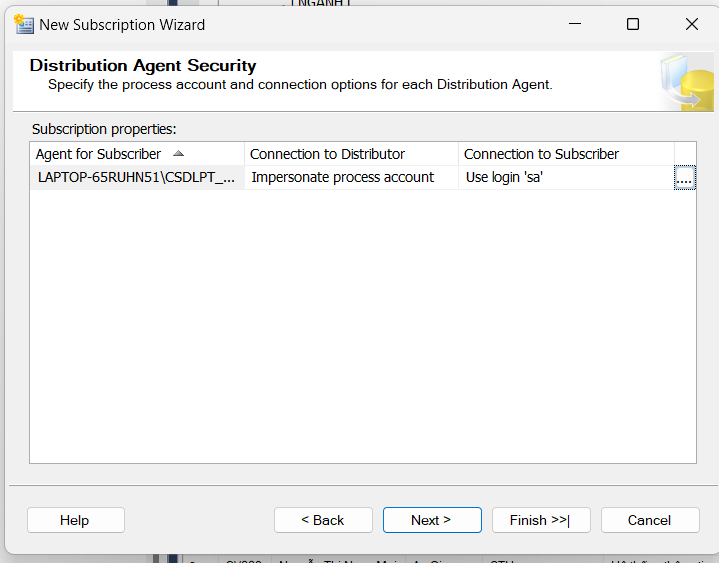 LNGANH1
New Subscription Wizard
Distribution Agent Security
Specify the process account and connection options for each Distribution Agent.
Subscription properties:
Agent for Subscriber Connection to Distributor Connection to Subscriber
LAPTOP-65RUHN51\CSDLPT_... Impersonate process account Use login 'sa' ....
Help < Back Next > Finish >>| Cancel